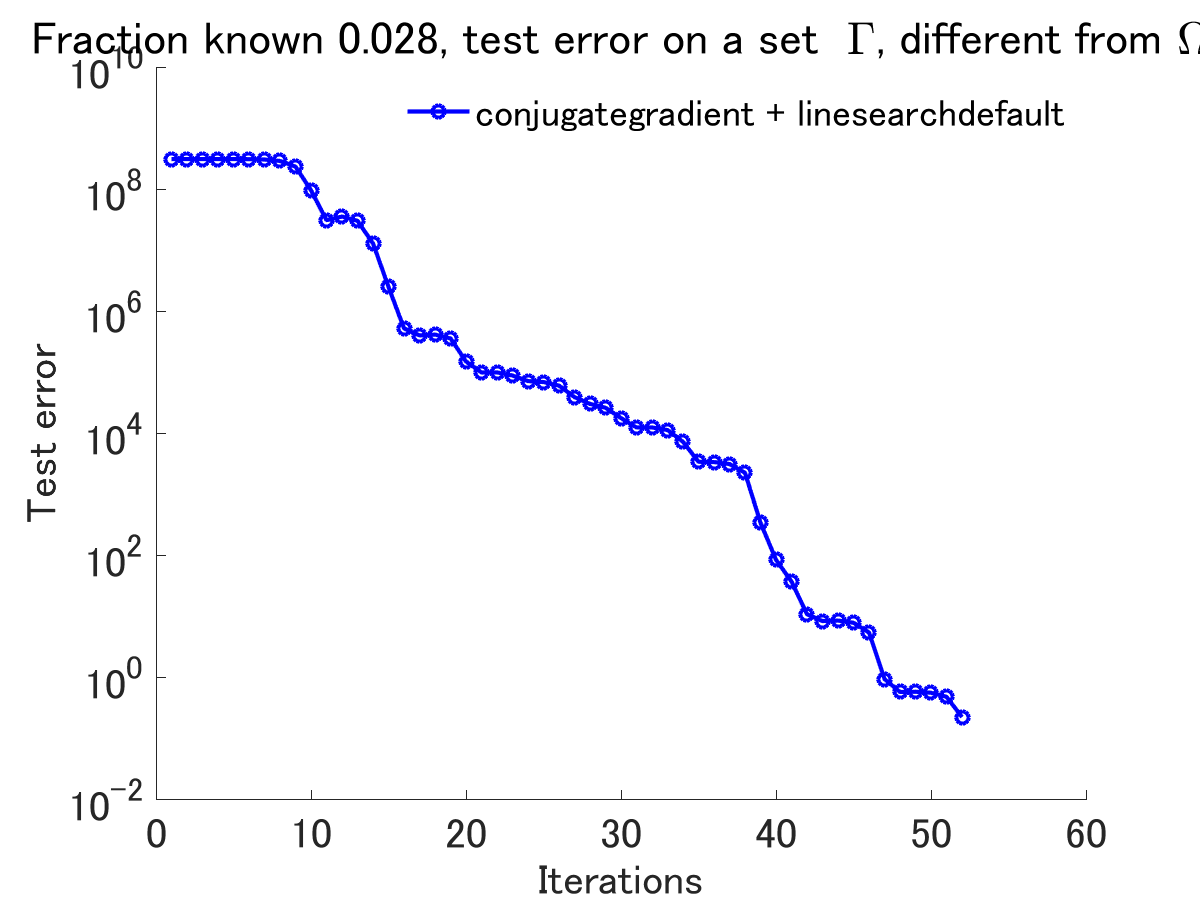 Fraction known 0.028, test error on a set Γ, different from Ω
10^10
conjugategradient + linesearchdefault
10^8
10^6
10^4
10^2
10^0
10^−2
Test error
0 10 20 30 40 50 60
Iterations